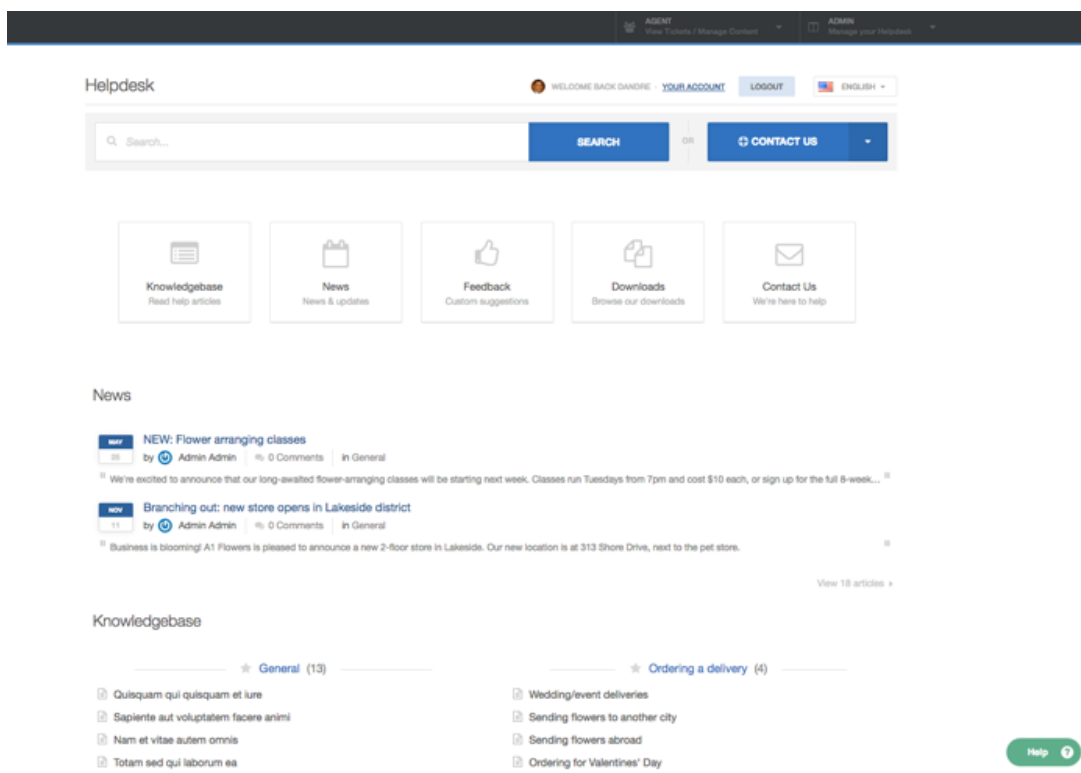 AGENT
View Tickets / Manage Content
ADMIN
Manage your Helpdesk
Helpdesk
WELCOME BACK DANDRE - YOUR ACCOUNT
LOGOUT
ENGLISH
Search...
SEARCH
OR
CONTACT US
Knowledgebase
Read help articles
News
News & updates
Feedback
Custom suggestions
Downloads
Browse our downloads
Contact Us
We're here to help
News
MAY
NEW: Flower arranging classes
by Admin Admin 0 Comments in General
We're excited to announce that our long-awaited flower-arranging classes will be starting next week. Classes run Tuesdays from 7pm and cost $10 each, or sign up for the full 8-week...
NOV
Branching out: new store opens in Lakeside district
11
by Admin Admin 0 Comments in General
Business is blooming! A1 Flowers is pleased to announce a new 2-floor store in Lakeside. Our new location is at 313 Shore Drive, next to the pet store.
View 18 articles
Knowledgebase
General (13)
Quisquam qui quisquam et iure
Sapiente aut voluptatem facere animi
Nam et vitae autem omnis
Totam sed qui laborum ea
Ordering a delivery (4)
Wedding/event deliveries
Sending flowers to another city
Sending flowers abroad
Ordering for Valentines' Day
Help